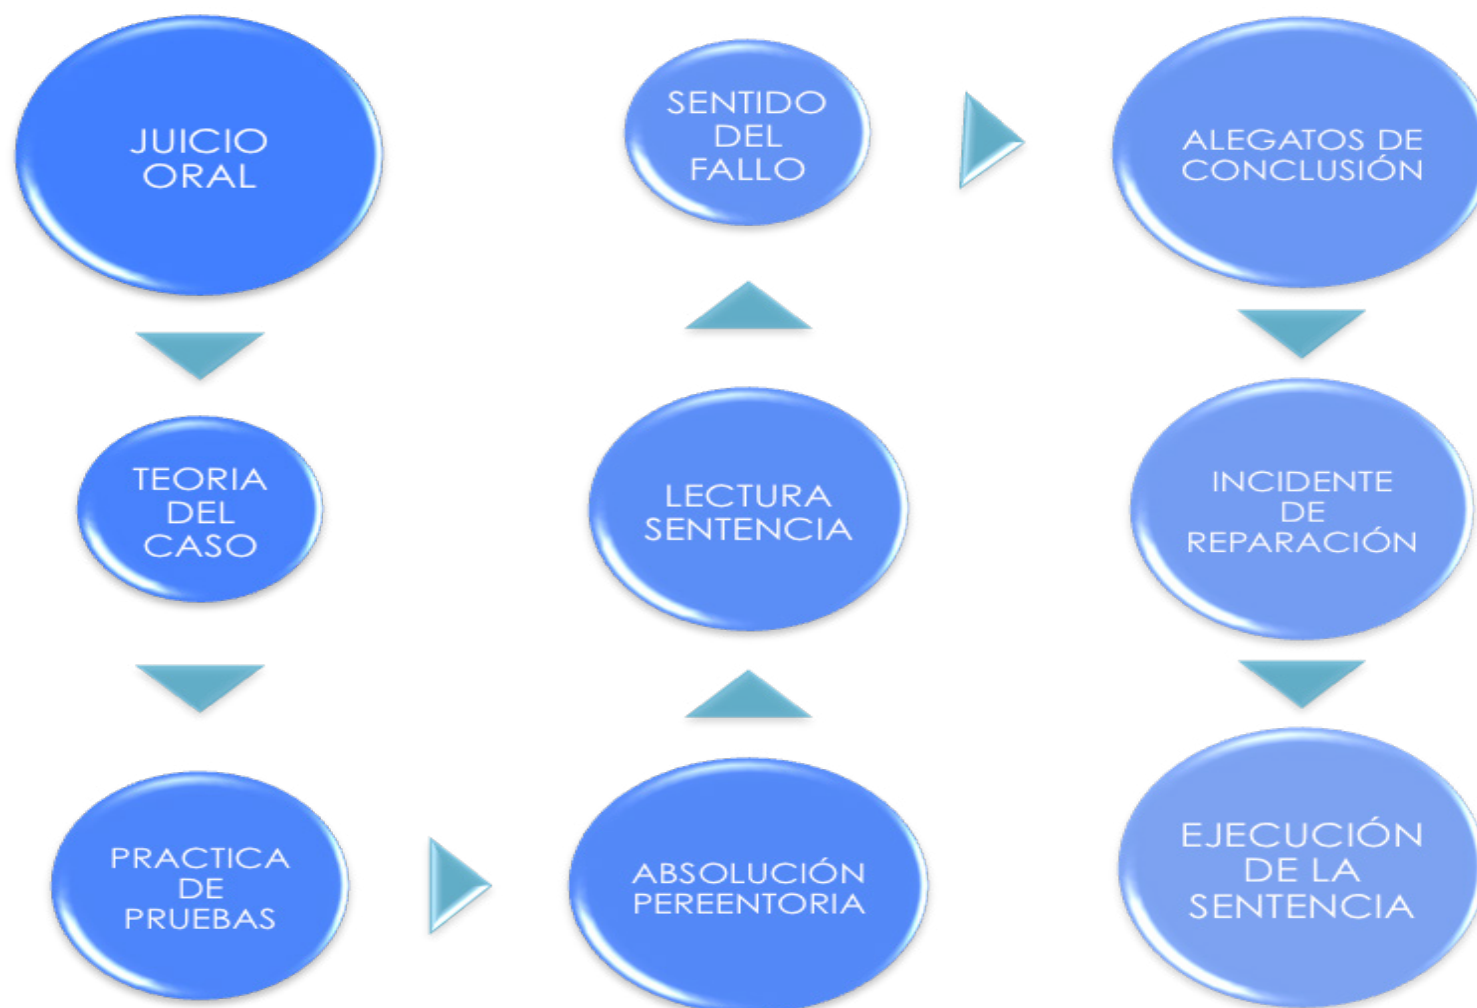 JUICIO
ORAL
TEORIA
DEL
CASO
PRACTICA
DE
PRUEBAS
ABSOLUCIÓN
PEREENTORIA
LECTURA
SENTENCIA
SENTIDO
DEL
FALLO
ALEGATOS DE
CONCLUSIÓN
INCIDENTE
DE
REPARACIÓN
EJECUCIÓN
DE LA
SENTENCIA